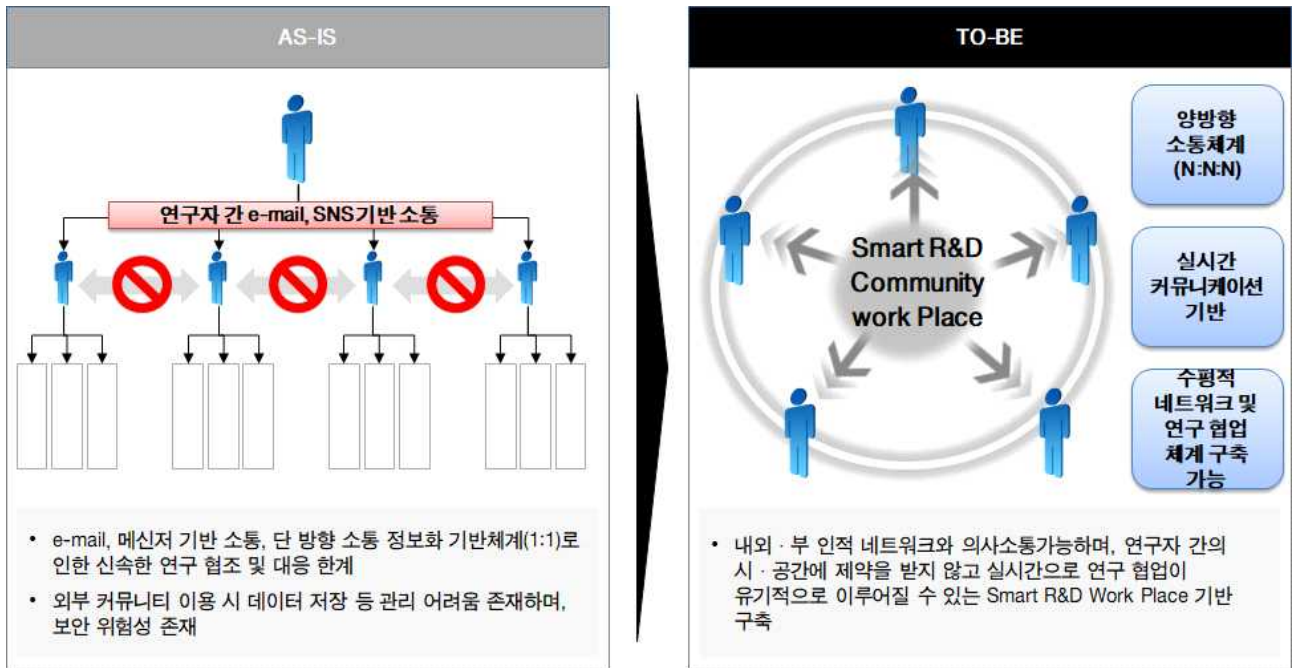 AS-IS
연구자 간 e-mail, SNS기반 소통
• e-mail, 메신저 기반 소통, 단 방향 소통 정보화 기반체계(1:1)로
인한 신속한 연구 협조 및 대응 한계
• 외부 커뮤니티 이용 시 데이터 저장 등 관리 어려움 존재하며,
보안 위험성 존재
TO-BE
Smart R&D
Community
work Place
양방향
소통체계
(N:N:N)
실시간
커뮤니케이션
기반
수평적
네트워크 및
연구 협업
체계 구축
가능
• 내외 · 부 인적 네트워크와 의사소통가능하며, 연구자 간의
시 · 공간에 제약을 받지 않고 실시간으로 연구 협업이
유기적으로 이루어질 수 있는 Smart R&D Work Place 기반
구축